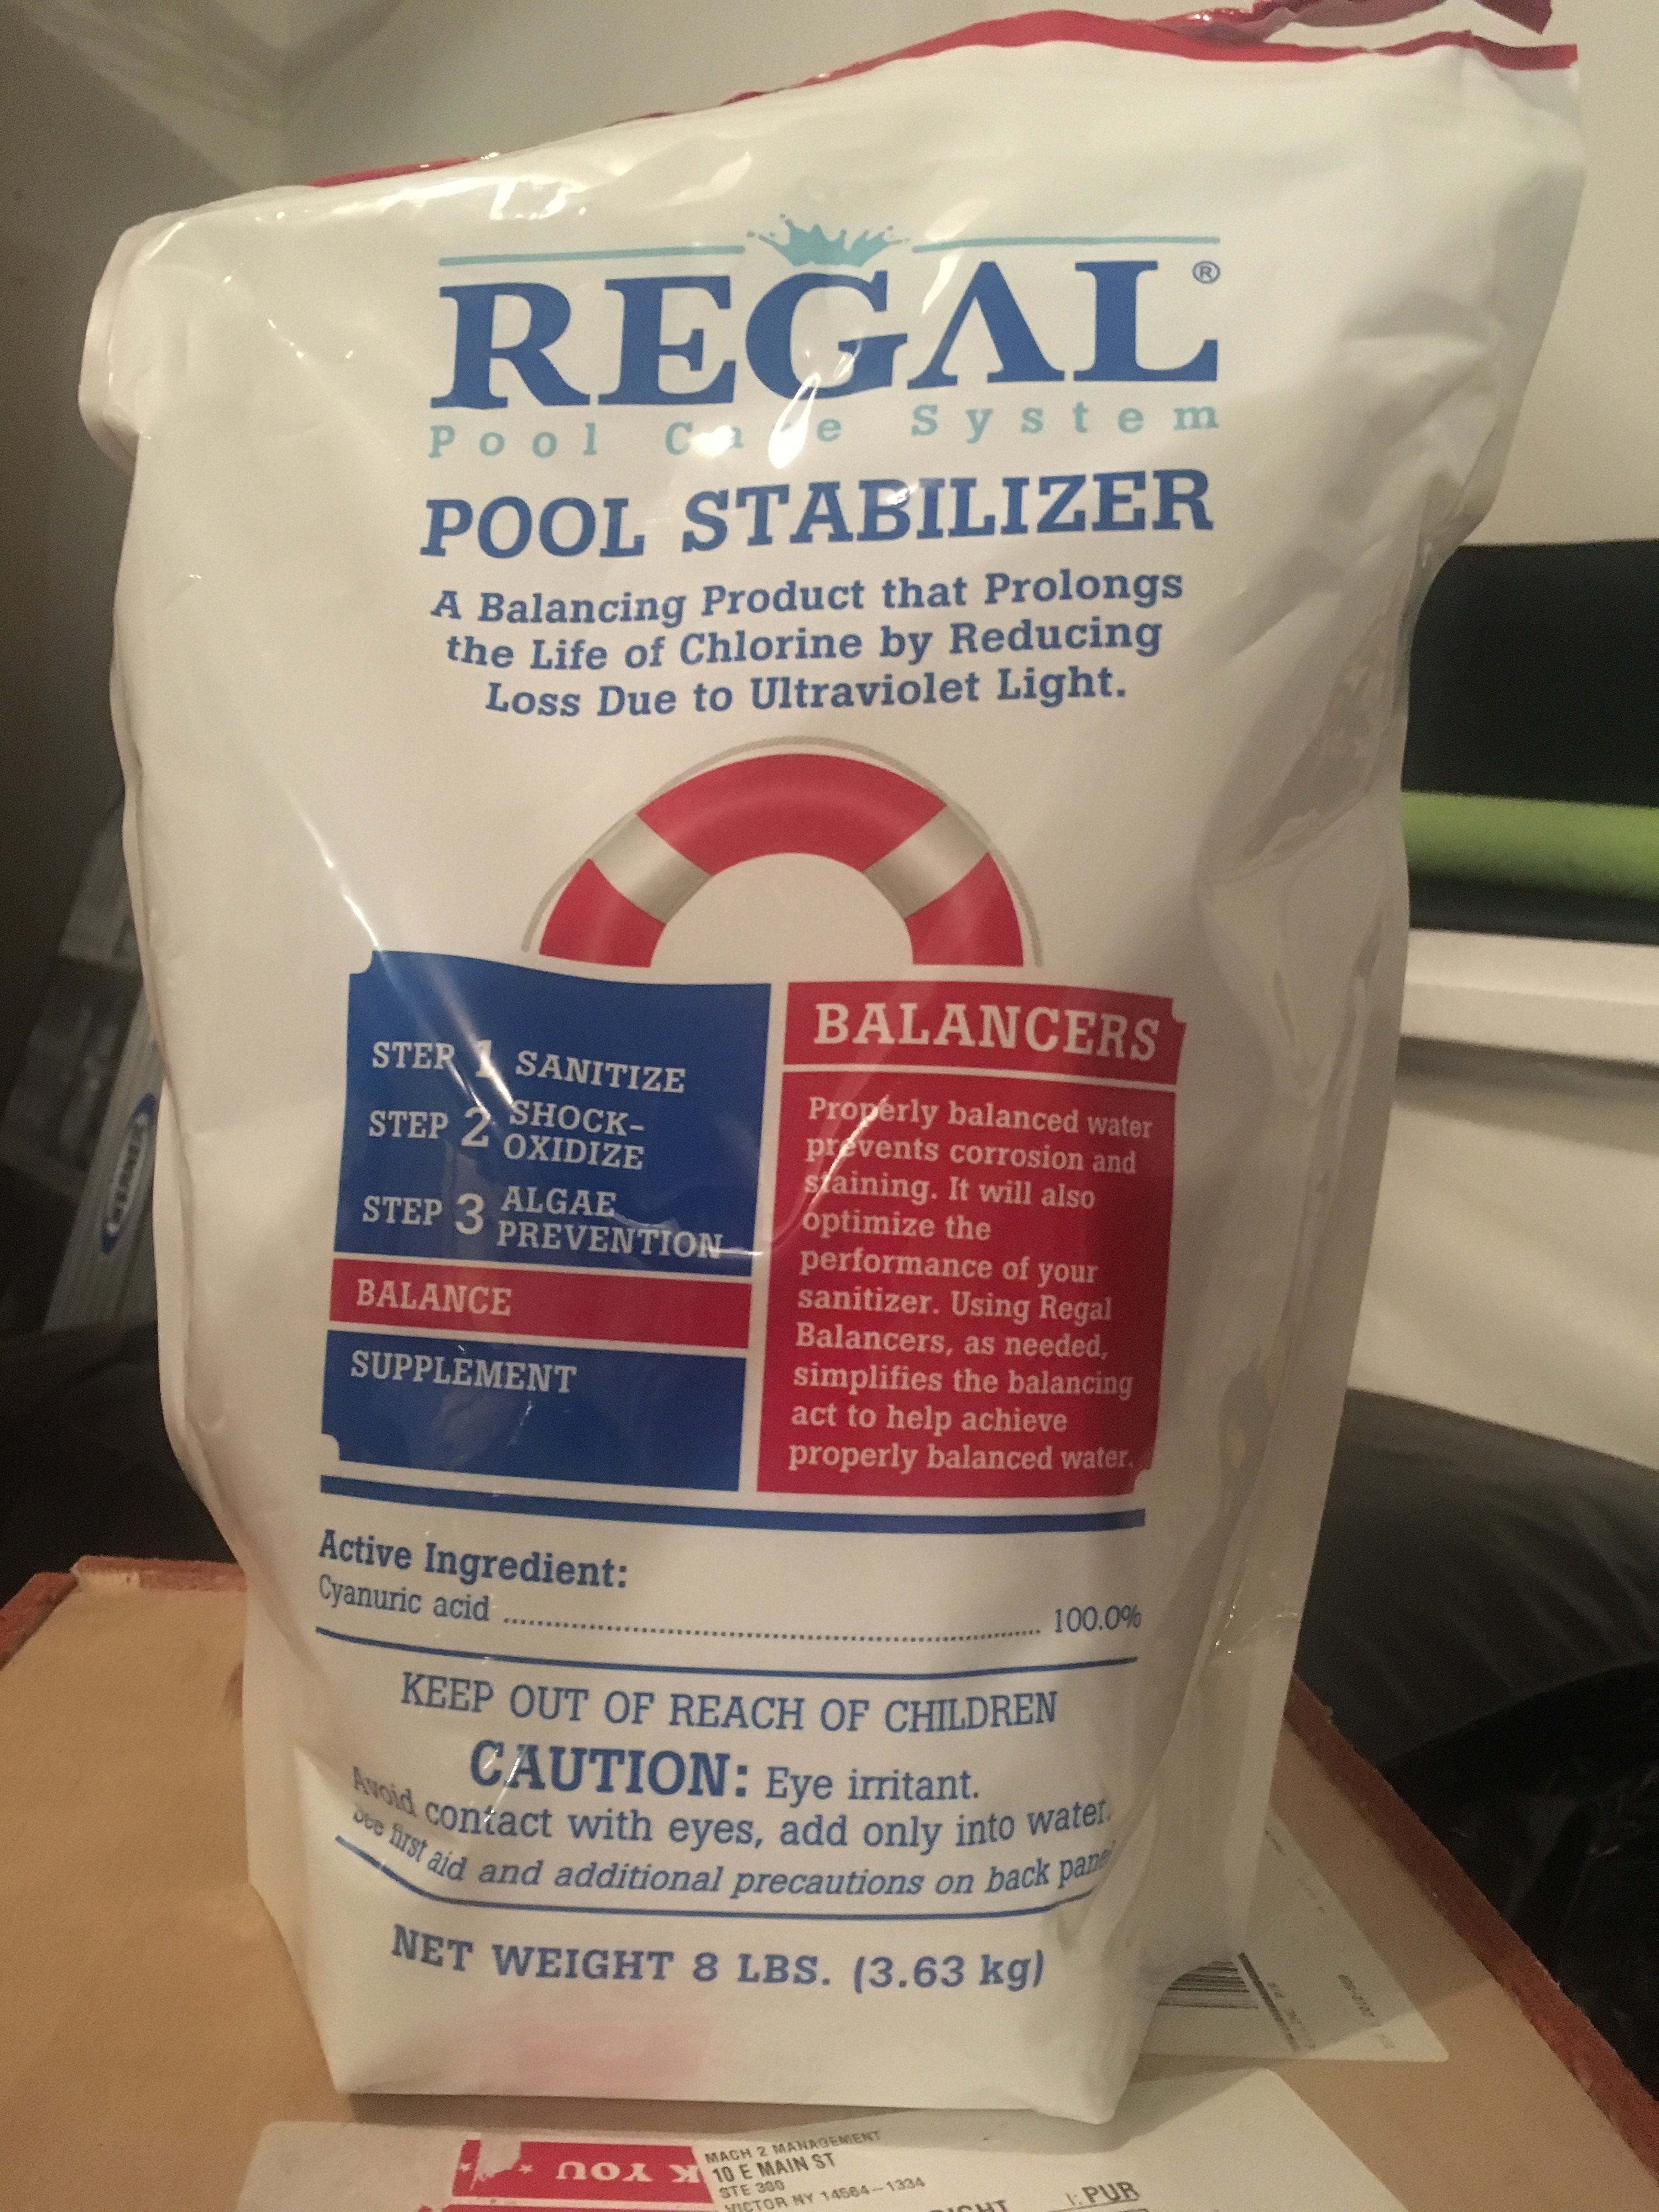 REGAL®
Pool Care System
POOL STABILIZER
A Balancing Product that Prolongs
the Life of Chlorine by Reducing
Loss Due to Ultraviolet Light.
STEP 1 SANITIZE
STEP 2 SHOCK-
OXIDIZE
STEP 3 ALGAE
PREVENTION
BALANCE
SUPPLEMENT
BALANCERS
Properly balanced water
prevents corrosion and
staining. It will also
optimize the
performance of your
sanitizer. Using Regal
Balancers, as needed,
simplifies the balancing
act to help achieve
properly balanced water.
Active Ingredient:
Cyanuric acid ........ 100.0%
KEEP OUT OF REACH OF CHILDREN
CAUTION: Eye irritant.
Avoid contact with eyes, add only into water.
See first aid and additional precautions on back panel
NET WEIGHT 8 LBS. (3.63 kg)
WERNER
K YOU
MACH 2 MANAGEMENT
10 E MAIN ST
STE 300
VICTOR NY 14564-1334
PUR